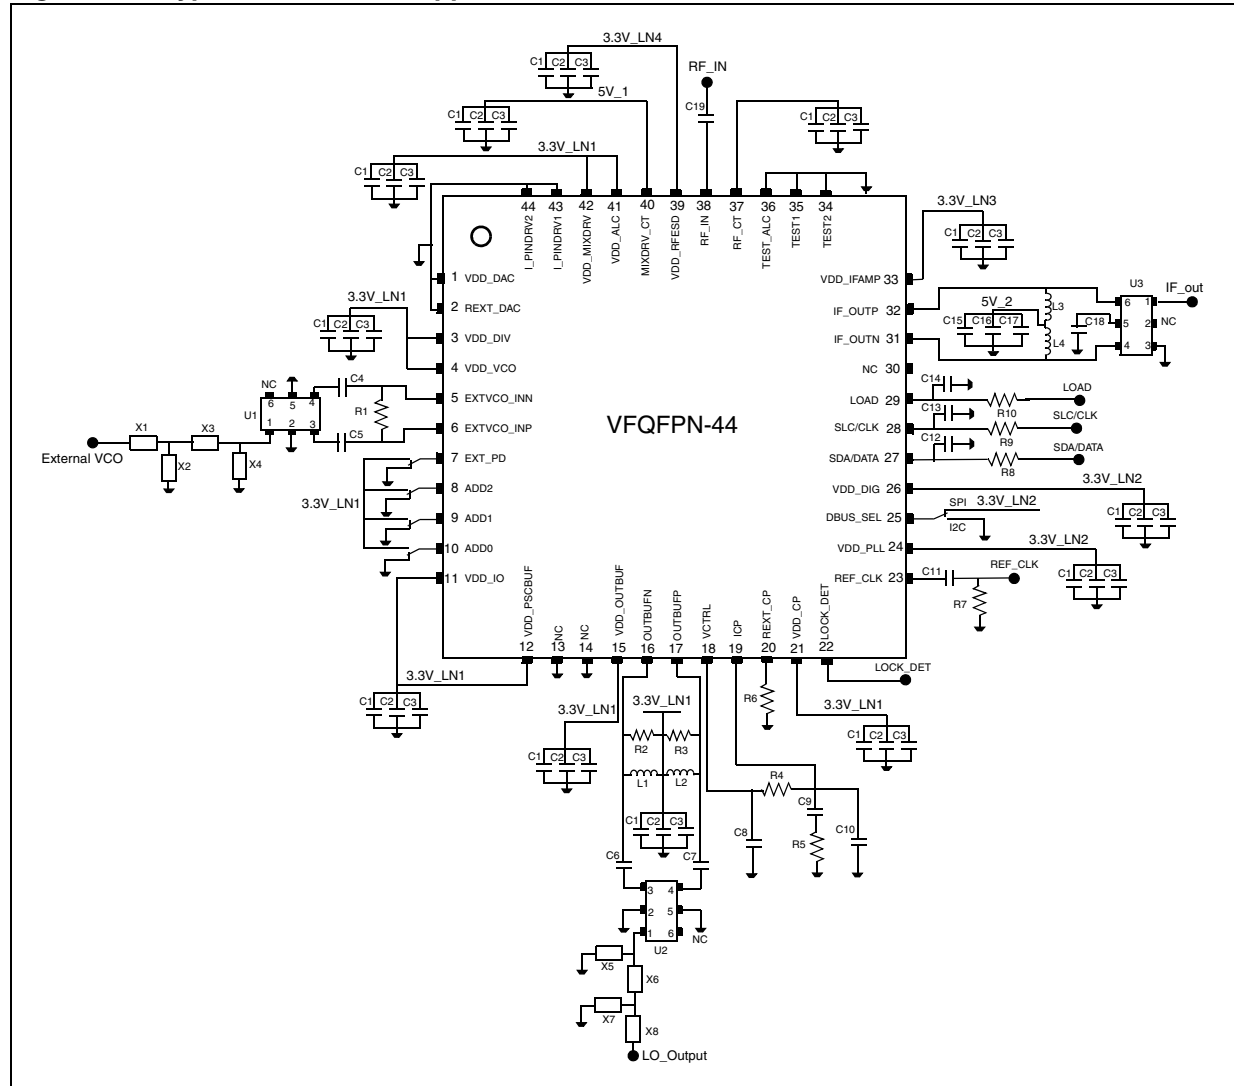 3.3V_LN4
C1 C2 C3
RF_IN
5V_1
C1 C2 C3
C19
C1 C2 C3
3.3V_LN1
C1 C2 C3
44 43 42 41 40 39 38 37 36 35 34
I_PINDRV2
I_PINDRV1
VDD_MIXDRV
VDD_ALC
MIXDRV_CT
VDD_RFESD
RF_IN
RF_CT
TEST_ALC
TEST1
TEST2
3.3V_LN3
C1 C2 C3
1 VDD_DAC
2 REXT_DAC
3 VDD_DIV
4 VDD_VCO
5 EXTVCO_INN
6 EXTVCO_INP
7 EXT_PD
8 ADD2
9 ADD1
10 ADD0
11 VDD_IO
3.3V_LN1
C1 C2 C3
NC
6 5 4
U1
1 2 3
C4
R1
C5
X1 X3
External VCO
X2 X4
3.3V_LN1
VFQFPN-44
VDD_IFAMP 33
IF_OUTP 32
IF_OUTN 31
NC 30
LOAD 29
SLC/CLK 28
SDA/DATA 27
VDD_DIG 26
DBUS_SEL 25
VDD_PLL 24
REF_CLK 23
U3
IF_out
6 1
5 2 NC
4 3
5V_2
L3
C15 C16 C17 C18
L4
C14
LOAD
R10
C13
SLC/CLK
R9
C12
SDA/DATA
R8
3.3V_LN2
C1 C2 C3
SPI 3.3V_LN2
I2C
3.3V_LN2
C1 C2 C3
C11
REF_CLK
R7
VDD_PSCBUF
NC
NC
VDD_OUTBUF
OUTBUFN
OUTBUFP
VCTRL
ICP
REXT_CP
VDD_CP
LOCK_DET
12 13 14 15 16 17 18 19 20 21 22
LOCK_DET
3.3V_LN1
C1 C2 C3
3.3V_LN1
C1 C2 C3
3.3V_LN1
R2 R3
L1 L2
C1 C2 C3
R6
3.3V_LN1
C1 C2 C3
R4
C9
C8
R5
C10
C6 C7
3 4
2 5
1 6
U2
NC
X5
X6
X7
X8
LO_Output